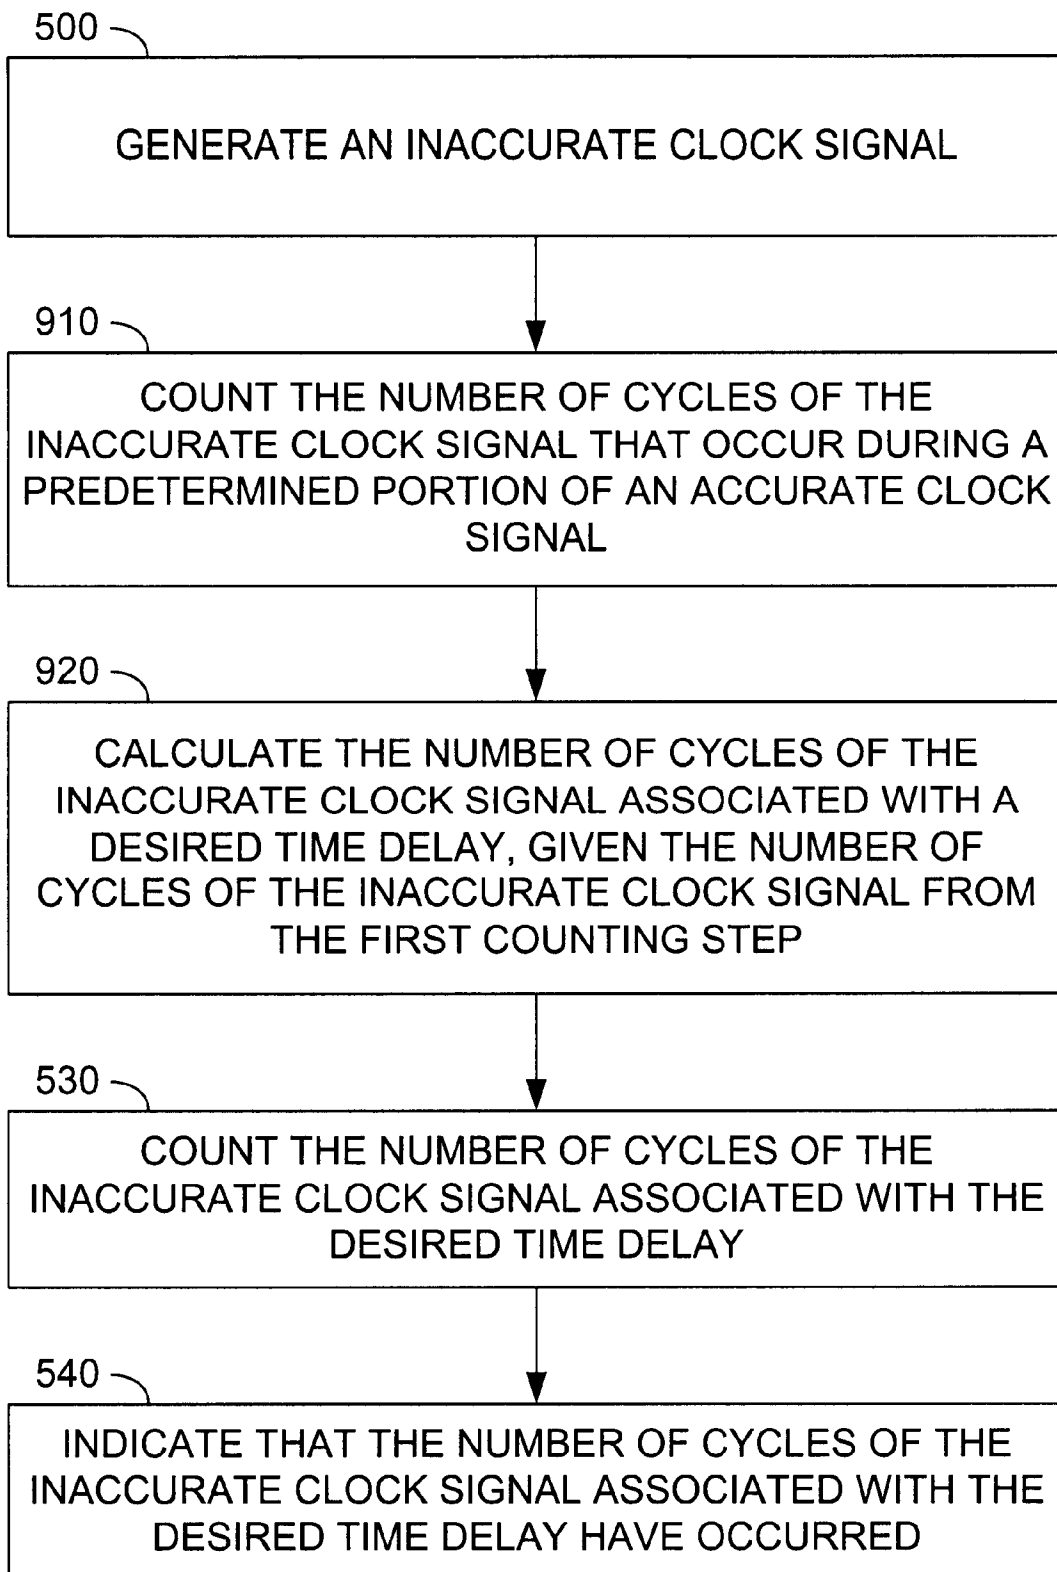 500
GENERATE AN INACCURATE CLOCK SIGNAL
910
COUNT THE NUMBER OF CYCLES OF THE
INACCURATE CLOCK SIGNAL THAT OCCUR DURING A
PREDETERMINED PORTION OF AN ACCURATE CLOCK
SIGNAL
920
CALCULATE THE NUMBER OF CYCLES OF THE
INACCURATE CLOCK SIGNAL ASSOCIATED WITH A
DESIRED TIME DELAY, GIVEN THE NUMBER OF
CYCLES OF THE INACCURATE CLOCK SIGNAL FROM
THE FIRST COUNTING STEP
530
COUNT THE NUMBER OF CYCLES OF THE
INACCURATE CLOCK SIGNAL ASSOCIATED WITH THE
DESIRED TIME DELAY
540
INDICATE THAT THE NUMBER OF CYCLES OF THE
INACCURATE CLOCK SIGNAL ASSOCIATED WITH THE
DESIRED TIME DELAY HAVE OCCURRED